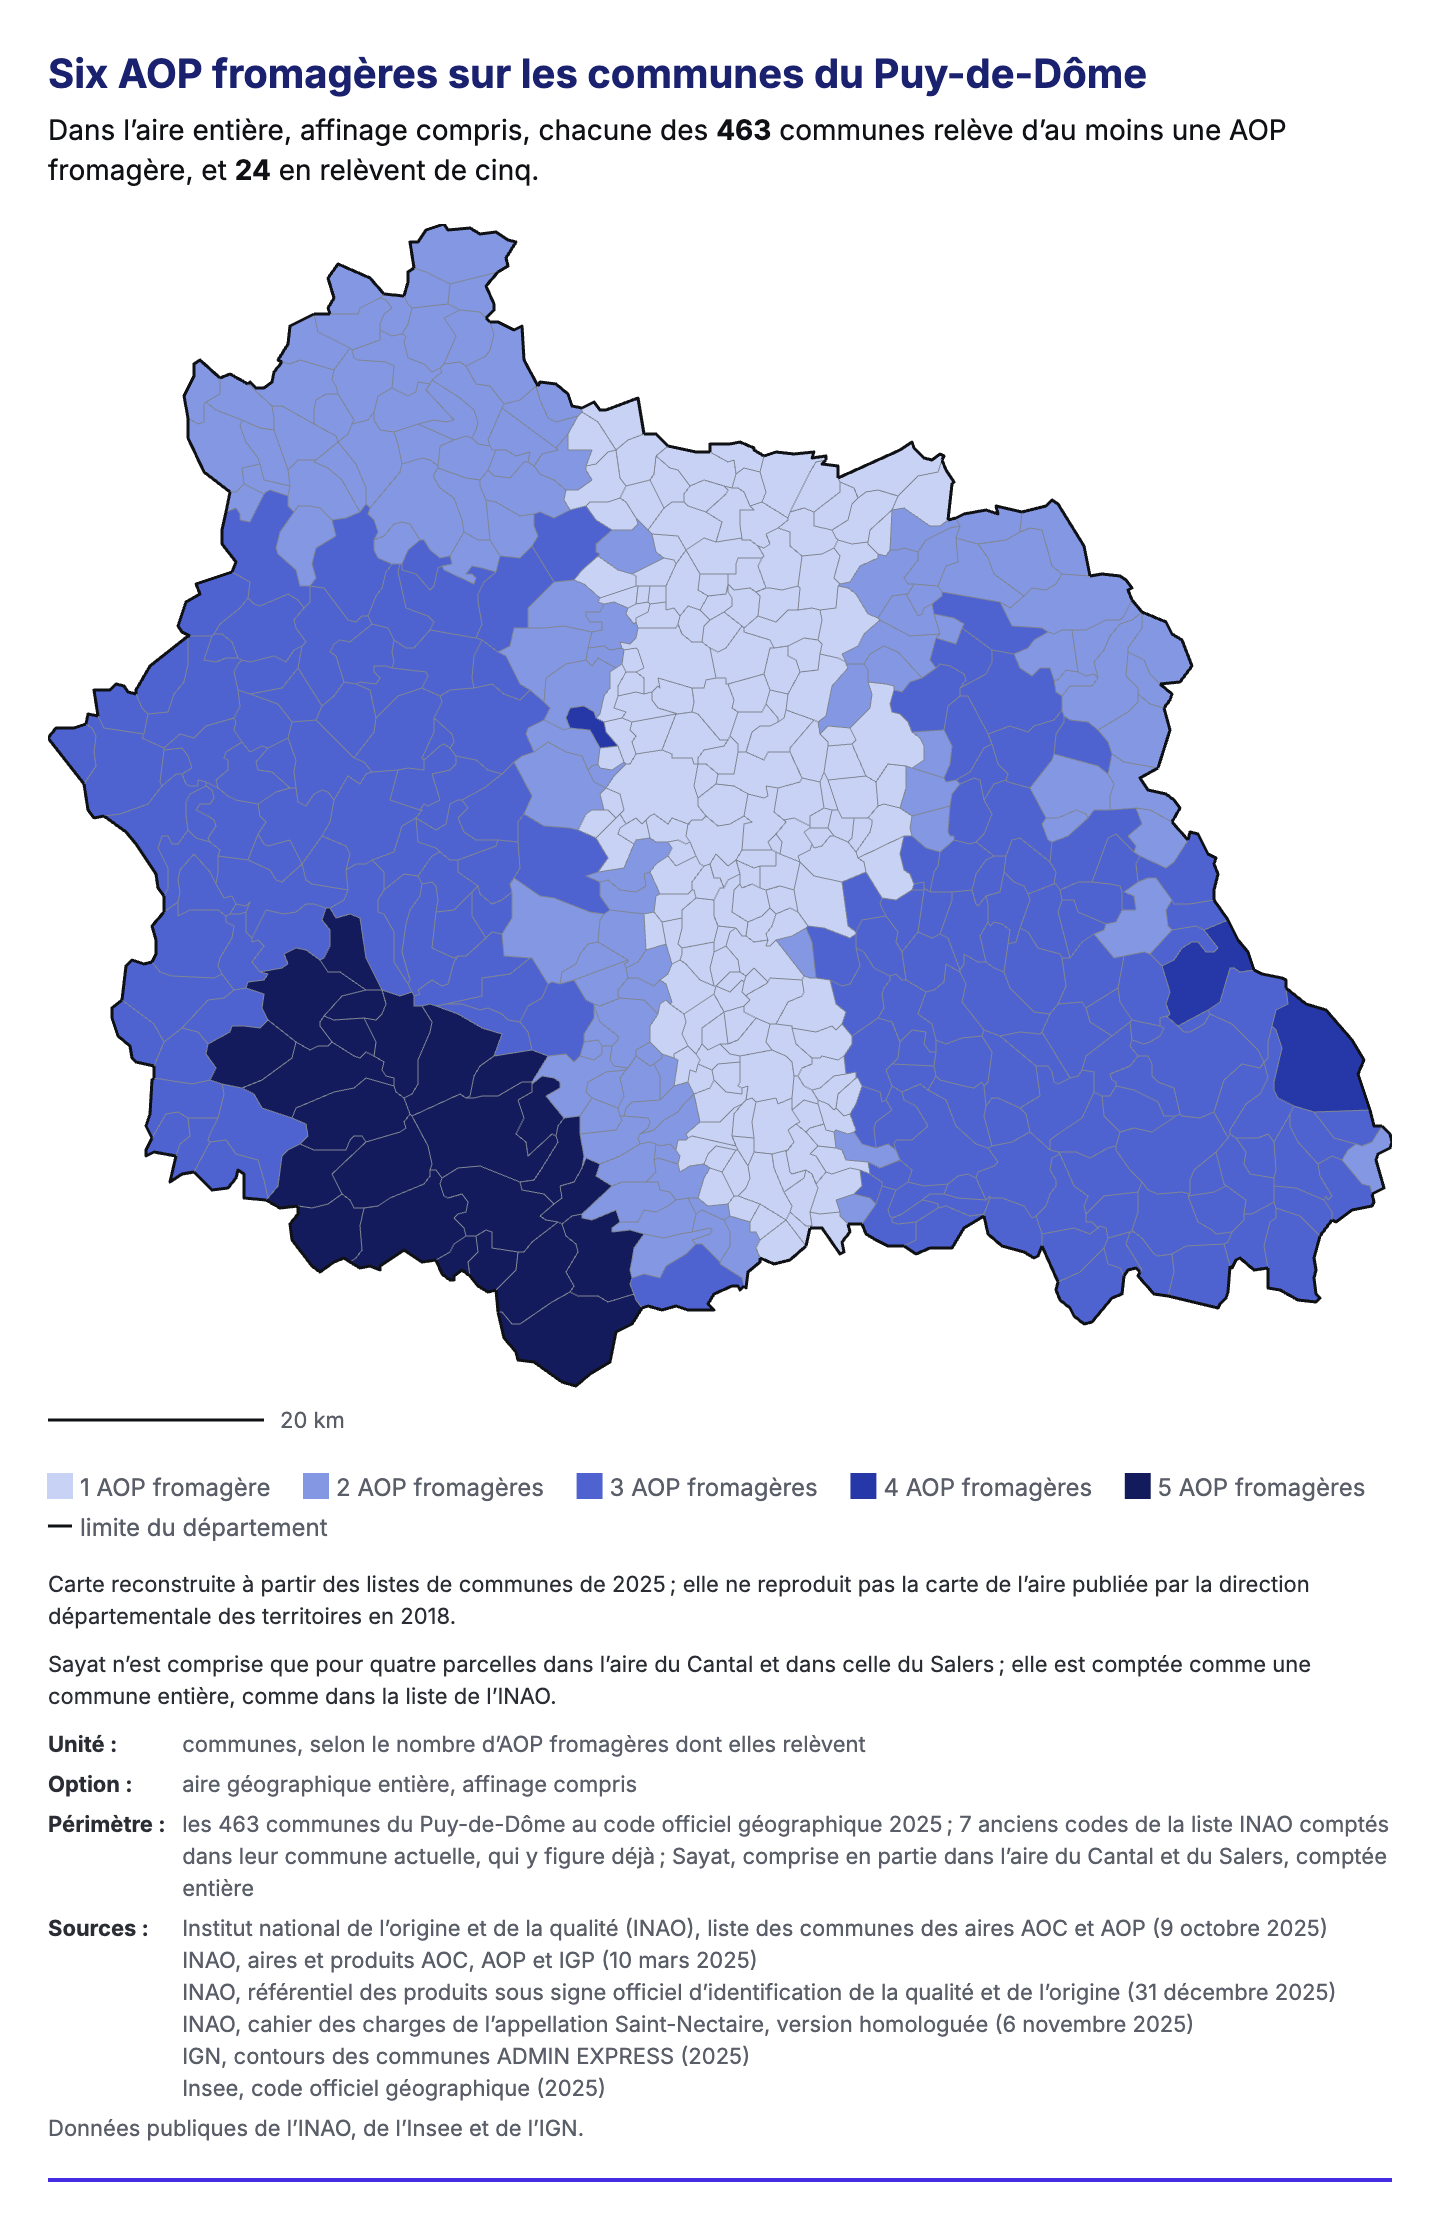 Six AOP fromagères sur les communes du Puy-de-Dôme
Dans l’aire entière, affinage compris, chacune des 463 communes relève d’au moins une AOP
fromagère, et 24 en relèvent de cinq.
20 km
1 AOP fromagère 2 AOP fromagères 3 AOP fromagères 4 AOP fromagères 5 AOP fromagères
limite du département
Carte reconstruite à partir des listes de communes de 2025 ; elle ne reproduit pas la carte de l’aire publiée par la direction
départementale des territoires en 2018.
Sayat n’est comprise que pour quatre parcelles dans l’aire du Cantal et dans celle du Salers ; elle est comptée comme une
commune entière, comme dans la liste de l’INAO.
Unité : communes, selon le nombre d’AOP fromagères dont elles relèvent
Option : aire géographique entière, affinage compris
Périmètre : les 463 communes du Puy-de-Dôme au code officiel géographique 2025 ; 7 anciens codes de la liste INAO comptés
dans leur commune actuelle, qui y figure déjà ; Sayat, comprise en partie dans l’aire du Cantal et du Salers, comptée
entière
Sources : Institut national de l’origine et de la qualité (INAO), liste des communes des aires AOC et AOP (9 octobre 2025)
INAO, aires et produits AOC, AOP et IGP (10 mars 2025)
INAO, référentiel des produits sous signe officiel d’identification de la qualité et de l’origine (31 décembre 2025)
INAO, cahier des charges de l’appellation Saint-Nectaire, version homologuée (6 novembre 2025)
IGN, contours des communes ADMIN EXPRESS (2025)
Insee, code officiel géographique (2025)
Données publiques de l’INAO, de l’Insee et de l’IGN.